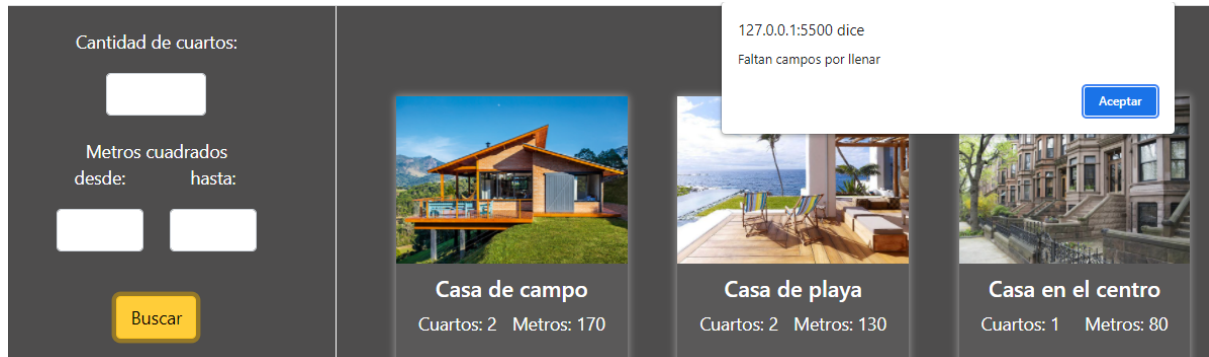 Cantidad de cuartos:
Metros cuadrados
desde: hasta:
Buscar
127.0.0.1:5500 dice
Faltan campos por llenar
Aceptar
Casa de campo
Cuartos: 2 Metros: 170
Casa de playa
Cuartos: 2 Metros: 130
Casa en el centro
Cuartos: 1 Metros: 80